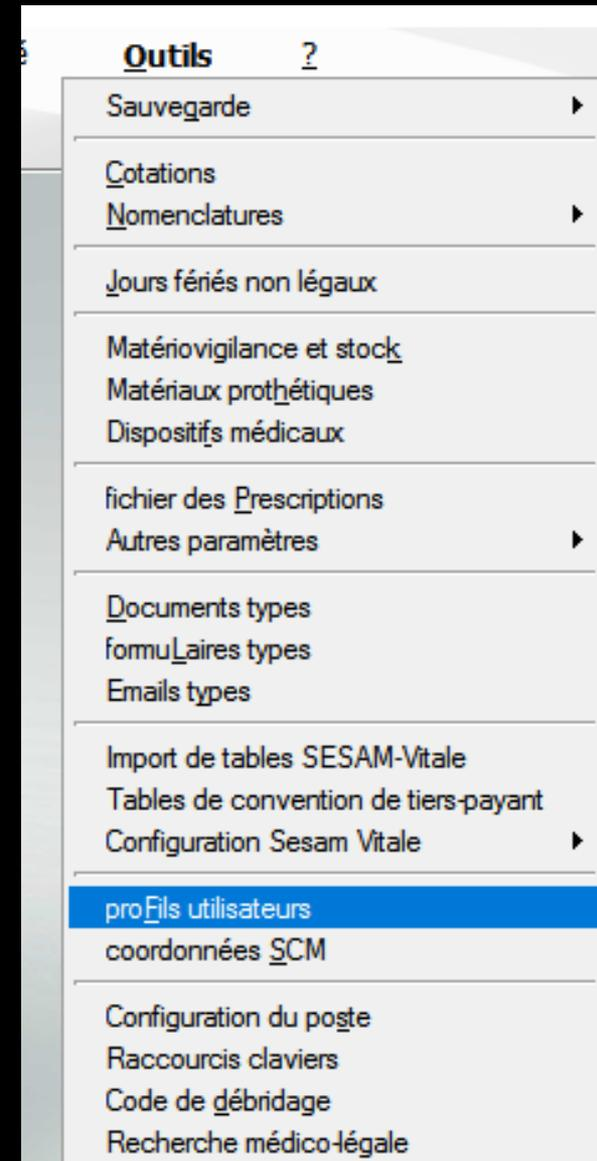 é Outils ?
Sauvegarde
Cotations
Nomenclatures
Jours fériés non légaux
Matériovigilance et stock
Matériaux prothétiques
Dispositifs médicaux
fichier des Prescriptions
Autres paramètres
Documents types
formuLaires types
Emails types
Import de tables SESAM-Vitale
Tables de convention de tiers-payant
Configuration Sesam Vitale
proFils utilisateurs
coordonnées SCM
Configuration du poste
Raccourcis claviers
Code de débridage
Recherche médico-légale